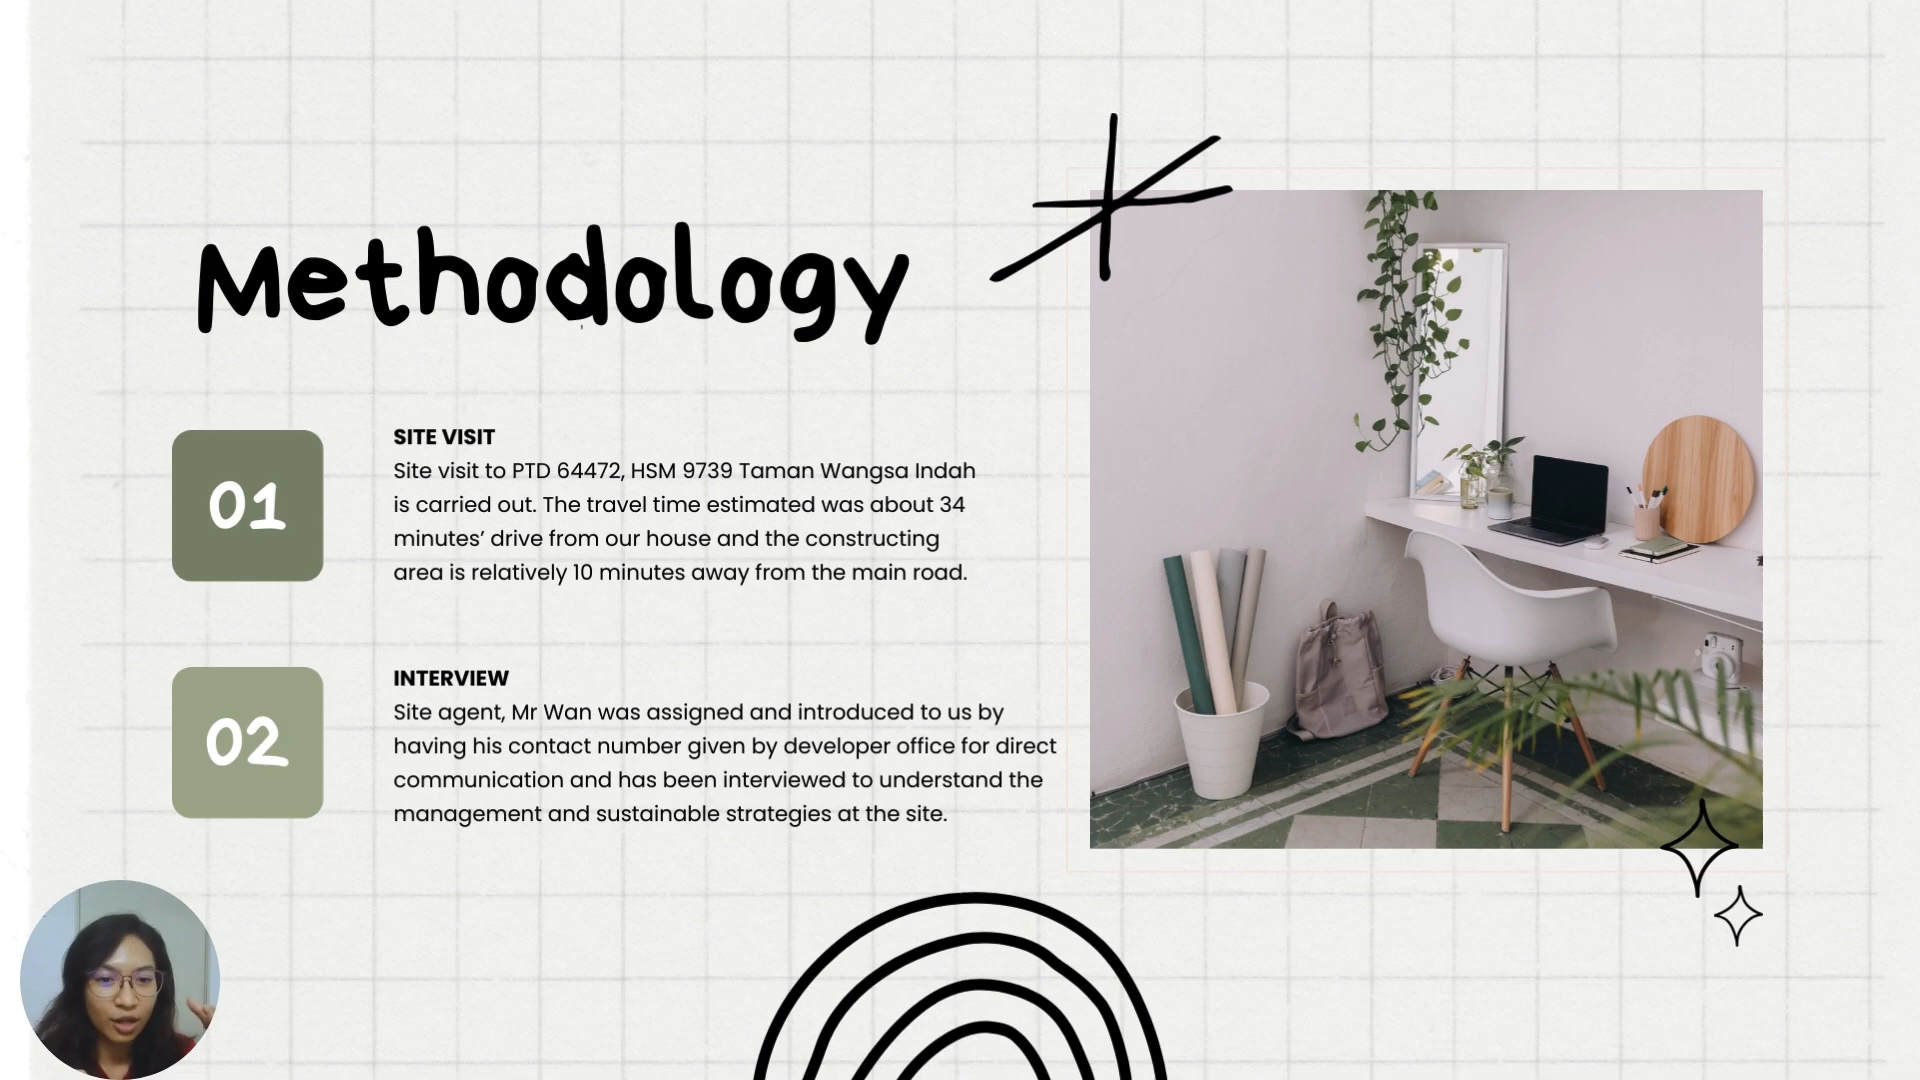 Methodology
01
SITE VISIT
Site visit to PTD 64472, HSM 9739 Taman Wangsa Indah
is carried out. The travel time estimated was about 34
minutes’ drive from our house and the constructing
area is relatively 10 minutes away from the main road.
02
INTERVIEW
Site agent, Mr Wan was assigned and introduced to us by
having his contact number given by developer office for direct
communication and has been interviewed to understand the
management and sustainable strategies at the site.